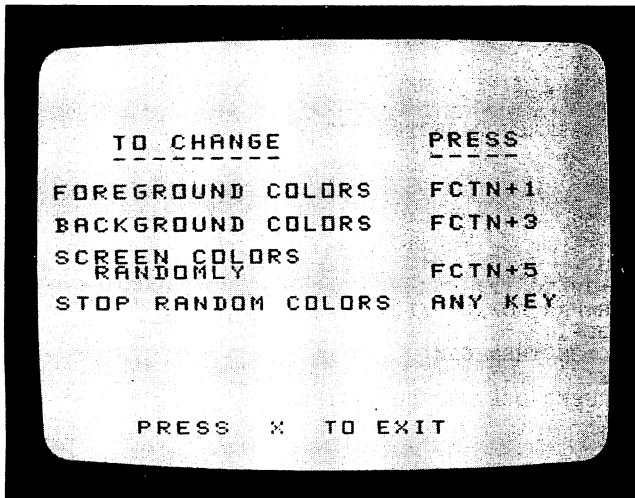 TO CHANGE PRESS
FOREGROUND COLORS FCTN+1
BACKGROUND COLORS FCTN+3
SCREEN COLORS
RANDOMLY FCTN+5
STOP RANDOM COLORS ANY KEY
PRESS X TO EXIT